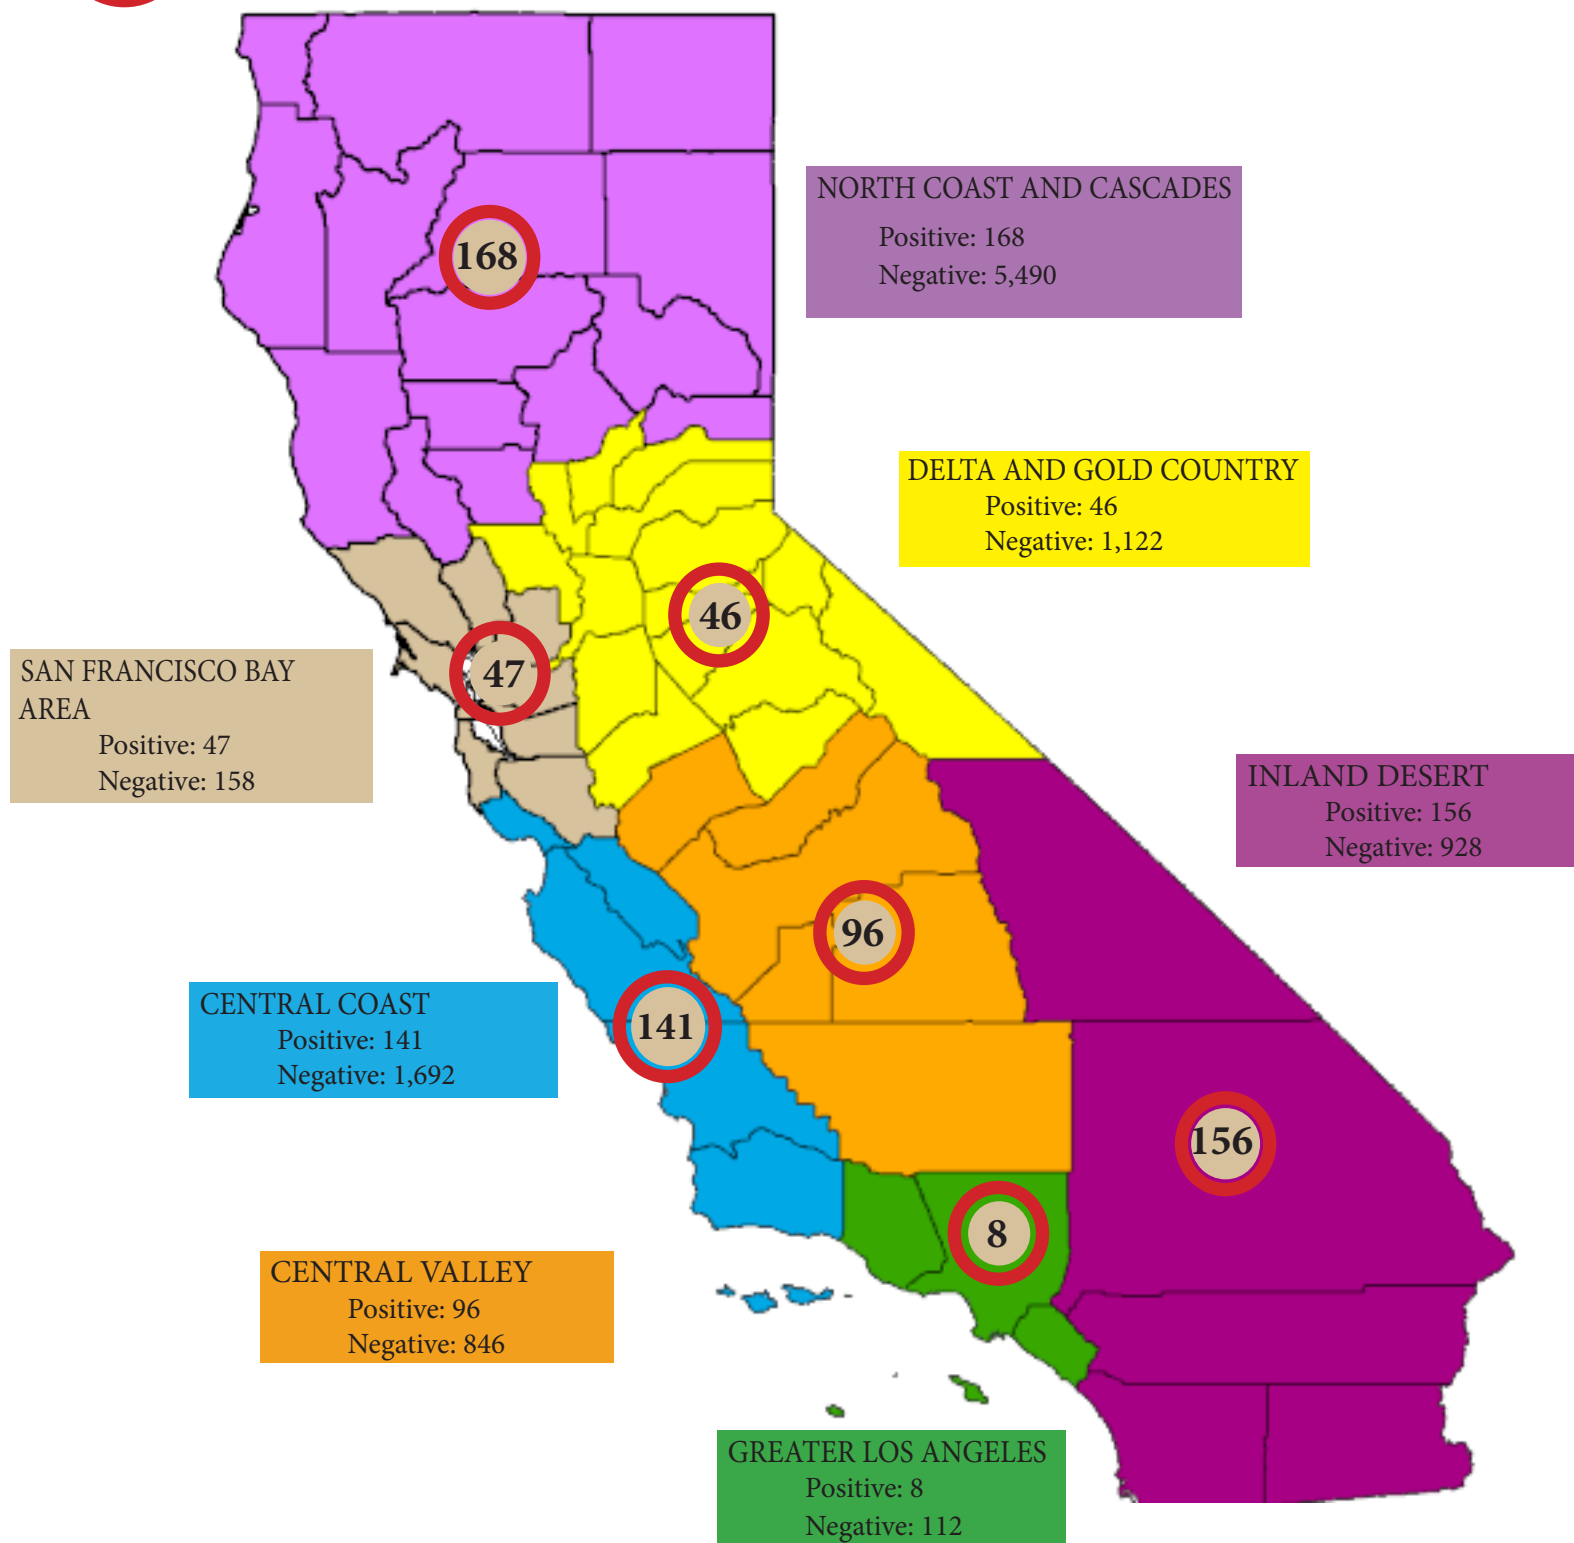 NORTH COAST AND CASCADES
Positive: 168
Negative: 5,490
168
DELTA AND GOLD COUNTRY
Positive: 46
Negative: 1,122
46
SAN FRANCISCO BAY
AREA
Positive: 47
Negative: 158
47
INLAND DESERT
Positive: 156
Negative: 928
96
CENTRAL COAST
Positive: 141
Negative: 1,692
141
156
8
CENTRAL VALLEY
Positive: 96
Negative: 846
GREATER LOS ANGELES
Positive: 8
Negative: 112